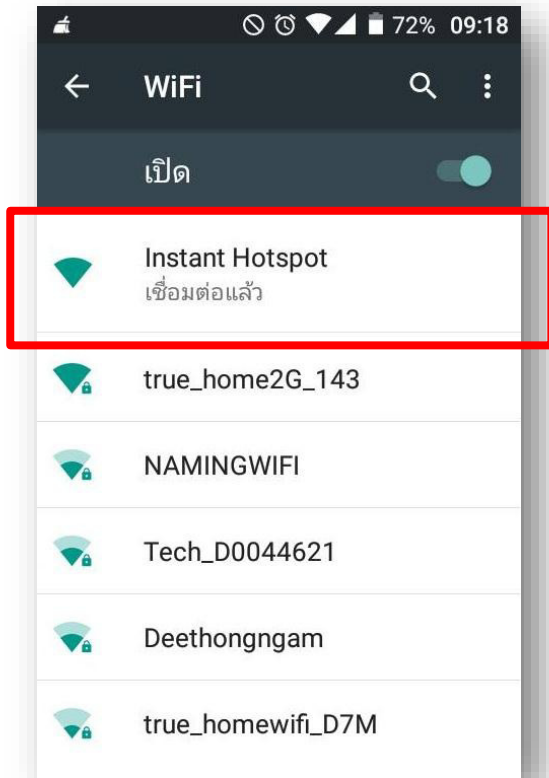 72% 09:18
WiFi
เปิด
Instant Hotspot
เชื่อมต่อแล้ว
true_home2G_143
NAMINGWIFI
Tech_D0044621
Deethongngam
true_homewifi_D7M